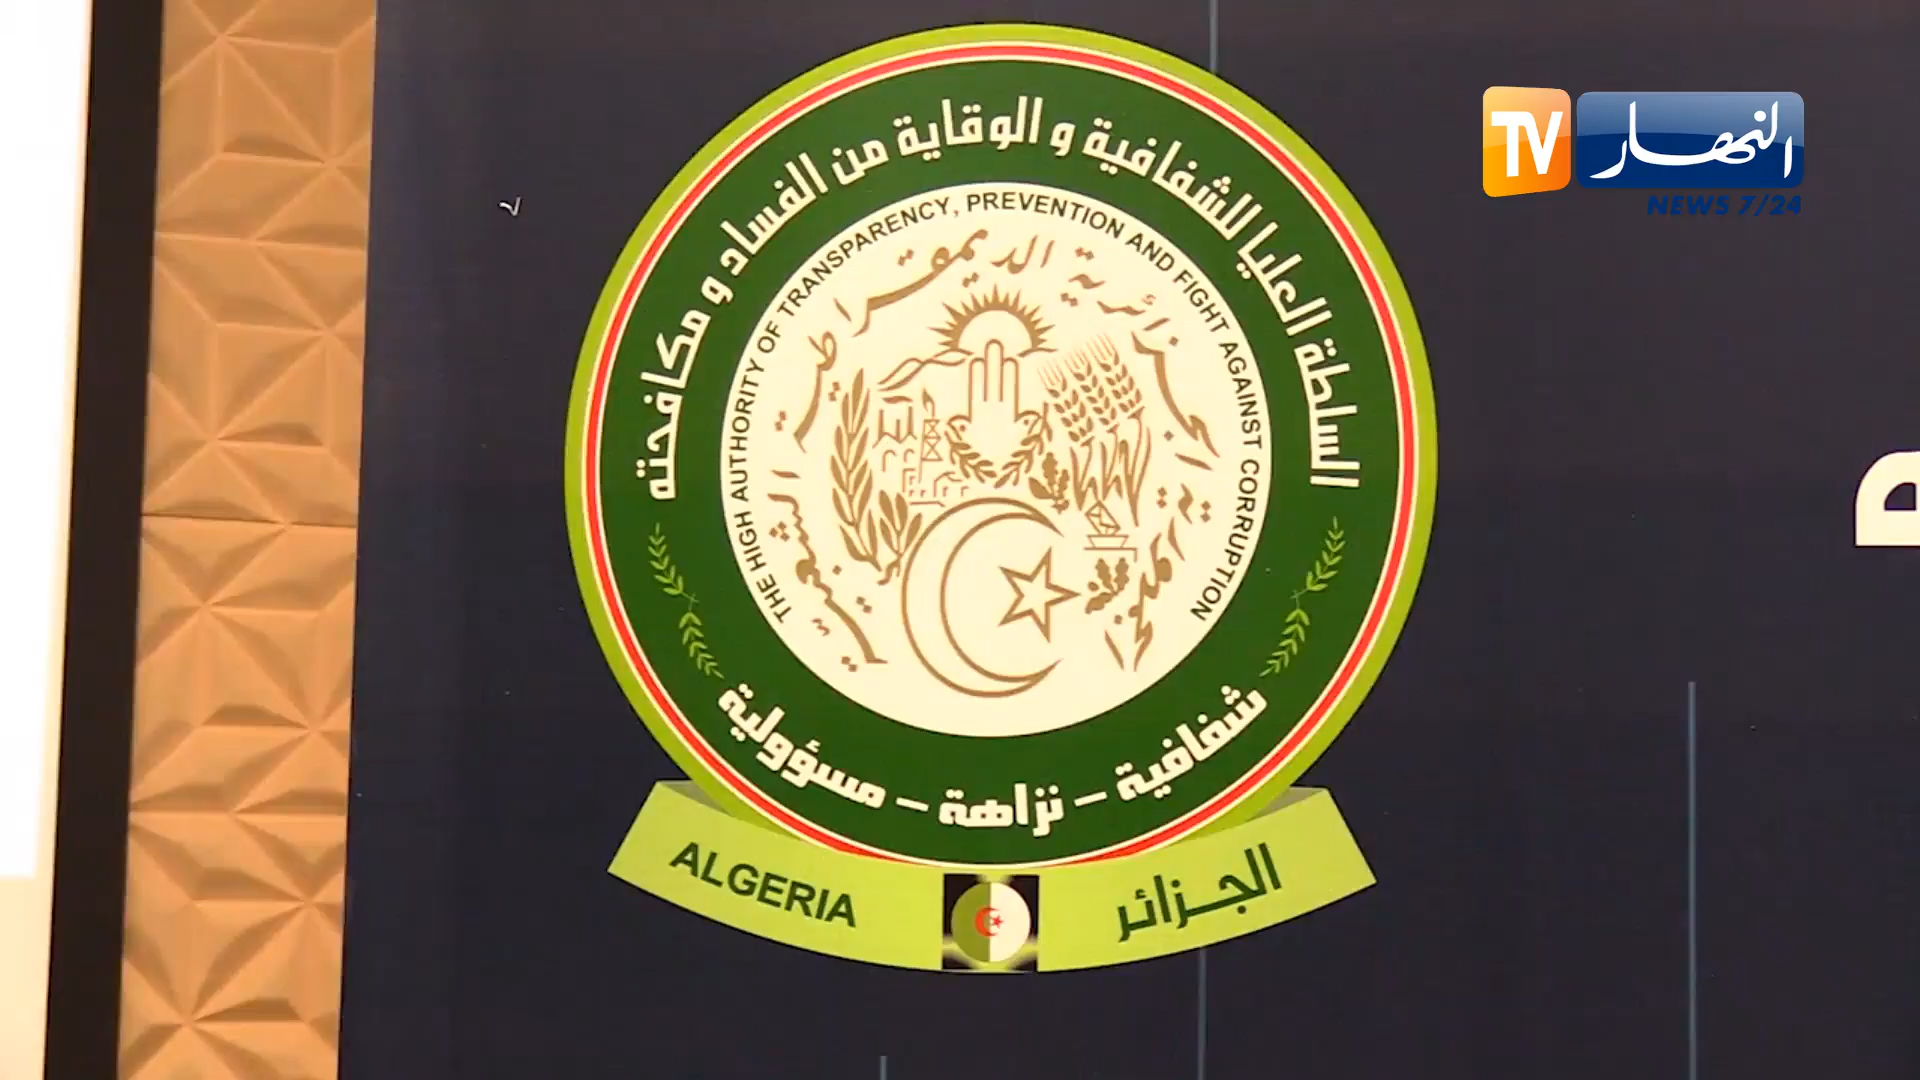 السلطة العليا للشفافية و الوقاية من الفساد و مكافحته
THE HIGH AUTHORITY OF TRANSPARENCY, PREVENTION AND FIGHT AGAINST CORRUPTION
الجمهورية الجزائرية الديمقراطية الشعبية
شفافية – نزاهة – مسؤولية
ALGERIA
الجزائر
TV
النهار
NEWS 7/24